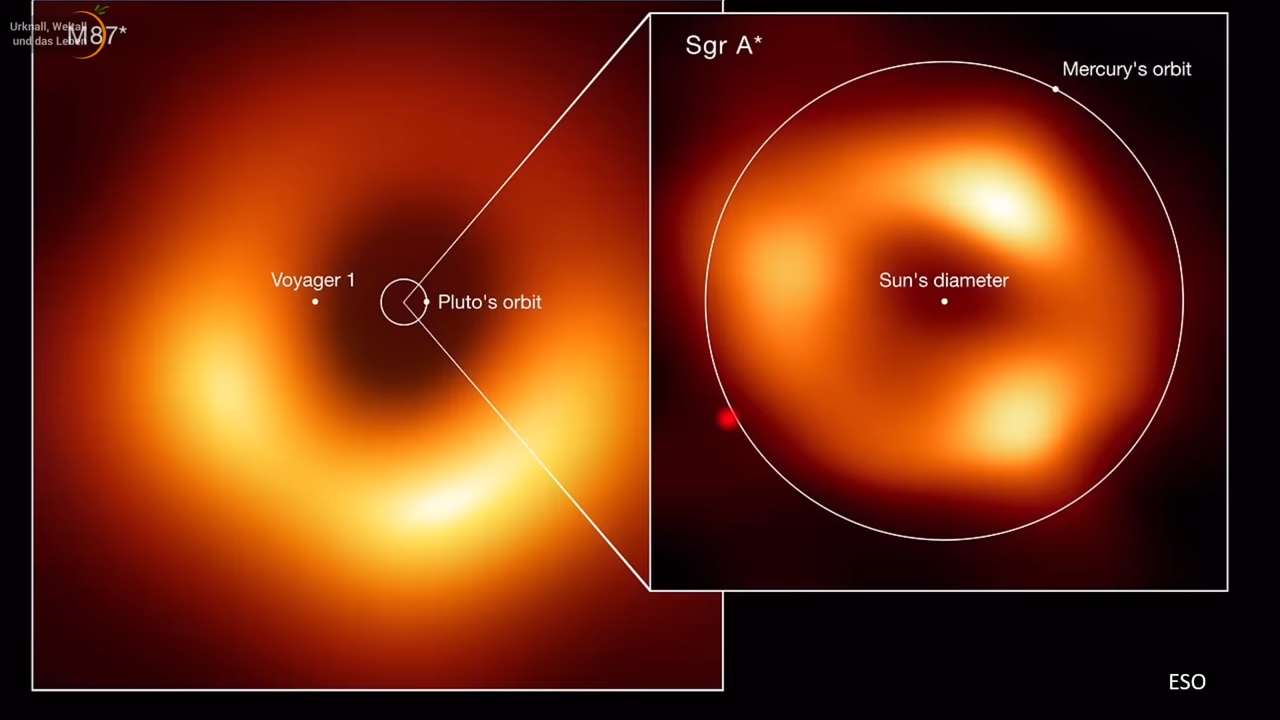 Urknall, Weltall
und das Leben
M87*
Sgr A*
Mercury's orbit
Voyager 1
Pluto's orbit
Sun's diameter
ESO